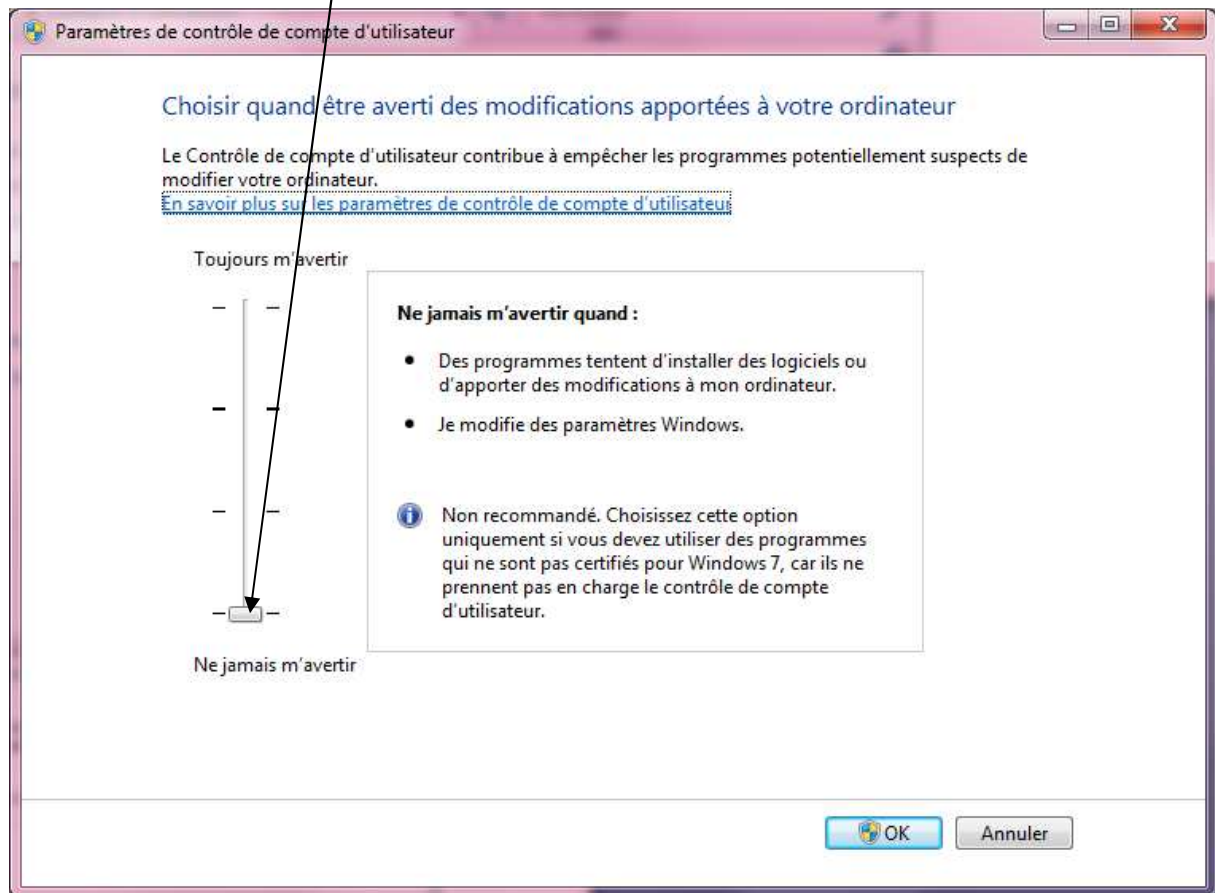 Paramètres de contrôle de compte d'utilisateur
Choisir quand être averti des modifications apportées à votre ordinateur
Le Contrôle de compte d'utilisateur contribue à empêcher les programmes potentiellement suspects de
modifier votre ordinateur.
En savoir plus sur les paramètres de contrôle de compte d'utilisateur
Toujours m'avertir
Ne jamais m'avertir quand :
• Des programmes tentent d'installer des logiciels ou
d'apporter des modifications à mon ordinateur.
• Je modifie des paramètres Windows.
Non recommandé. Choisissez cette option
uniquement si vous devez utiliser des programmes
qui ne sont pas certifiés pour Windows 7, car ils ne
prennent pas en charge le contrôle de compte
d'utilisateur.
Ne jamais m'avertir
OK
Annuler